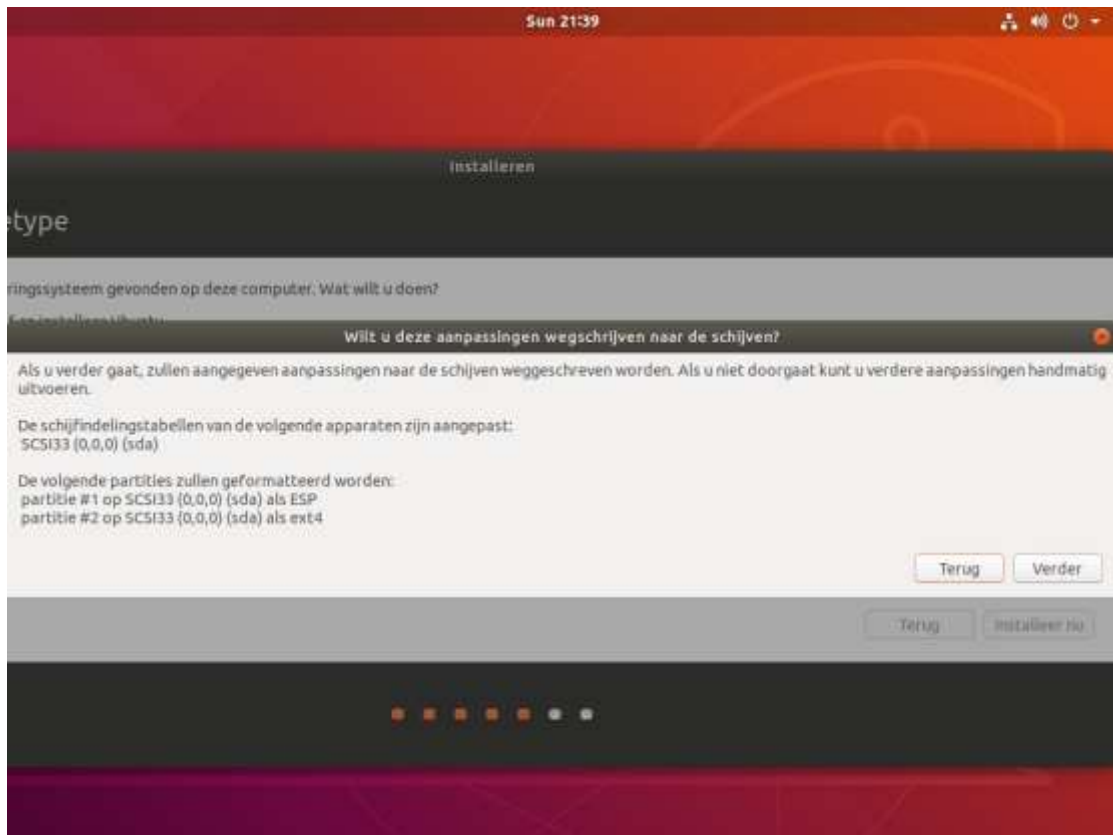 Sun 21:39
Installeren
etype
ringssysteem gevonden op deze computer. Wat wilt u doen?
Wilt u deze aanpassingen wegschrijven naar de schijven?
Als u verder gaat, zullen aangegeven aanpassingen naar de schijven weggeschreven worden. Als u niet doorgaat kunt u verdere aanpassingen handmatig
uitvoeren.
De schijfindelingstabellen van de volgende apparaten zijn aangepast:
SCSI33 (0,0,0) (sda)
De volgende partities zullen geformatteerd worden:
partitie #1 op SCSI33 (0,0,0) (sda) als ESP
partitie #2 op SCSI33 (0,0,0) (sda) als ext4
Terug Verder
Terug Installeer nu